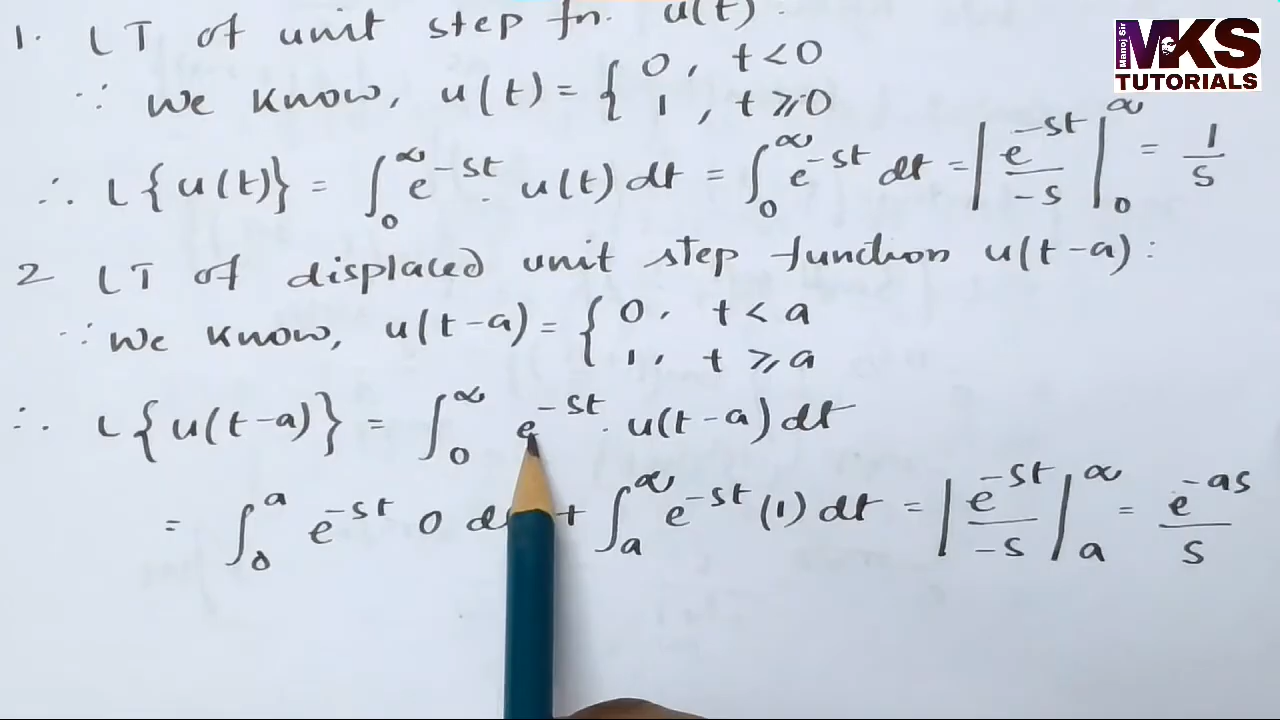 1. LT of unit step fn. u(t):
∵ We know, u(t) = { 0, t < 0
1, t ⩾ 0
∴ L{u(t)} = ∫₀^∞ e^{-st} . u(t) dt = ∫₀^∞ e^{-st} dt = |e^{-st}/-s|₀^∞ = 1/s
2 LT of displaced unit step function u(t-a):
∵ We know, u(t-a) = { 0, t < a
1, t ⩾ a
∴ L{u(t-a)} = ∫₀^∞ e^{-st} . u(t-a) dt
= ∫₀^a e^{-st} 0 d + ∫ₐ^∞ e^{-st} (1) dt = |e^{-st}/-s|ₐ^∞ = e^{-as}/s
Manoj Sir
MKS
TUTORIALS